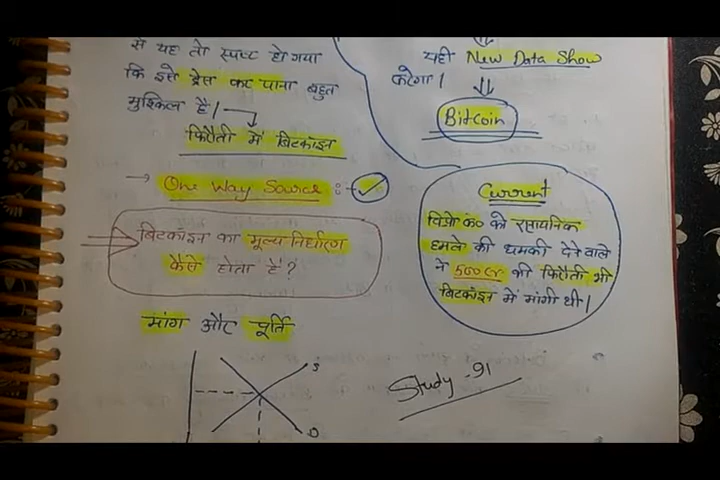 से यह तो स्पष्ट हो गया
कि इसे ट्रेस कर पाना बहुत
मुश्किल है।
फिरौती में बिटकॉइन
One Way Source :-
बिटकॉइन का मूल्य निर्धारण
कैसे होता है?
मांग और पूर्ति
S
D
यही New Data Show
करेगा।
Bitcoin
Current
विप्रो कं० को रासायनिक
हमले की धमकी देने वाले
ने 500 Cr की फिरौती भी
बिटकॉइन में मांगी थी।
Study-91